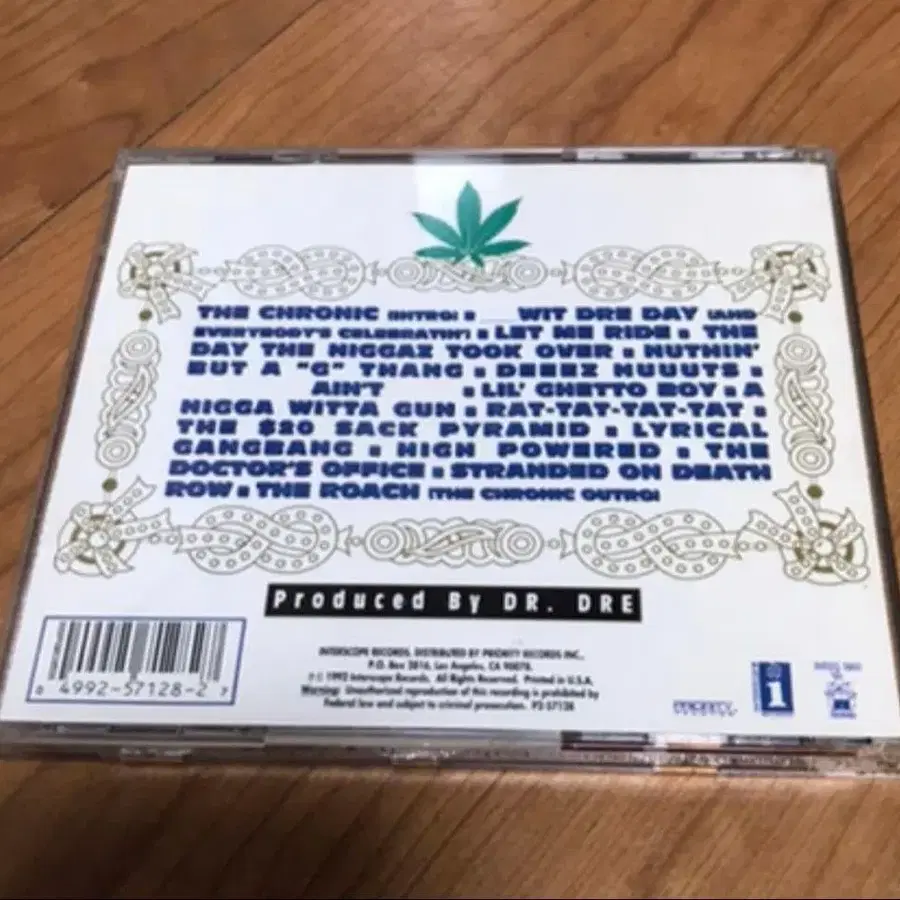 THE CHRONIC (INTRO) ■ ___WIT DRE DAY (AND
EVERYBODY'S CELEBRATIN') ■ LET ME RIDE ■ THE
DAY THE NIGGAZ TOOK OVER ■ NUTHIN'
BUT A "G" THANG ■ DEEEZ NUUUTS ■
AIN'T ■ LIL' GHETTO BOY ■ A
NIGGA WITTA GUN ■ RAT-TAT-TAT-TAT ■
THE $20 SACK PYRAMID ■ LYRICAL
GANGBANG ■ HIGH POWERED ■ THE
DOCTOR'S OFFICE ■ STRANDED ON DEATH
ROW ■ THE ROACH (THE CHRONIC OUTRO)
Produced By DR. DRE
INTERSCOPE RECORDS. DISTRIBUTED BY PRIORITY RECORDS INC.,
P.O. Box 2816, Los Angeles, CA 90078.
℗ © 1992 Interscope Records. All Rights Reserved. Printed in U.S.A.
Warning: Unauthorized reproduction of this recording is prohibited by
Federal law and subject to criminal prosecution. P2 57128
0 4992-57128-2 7
PRIORITY
i